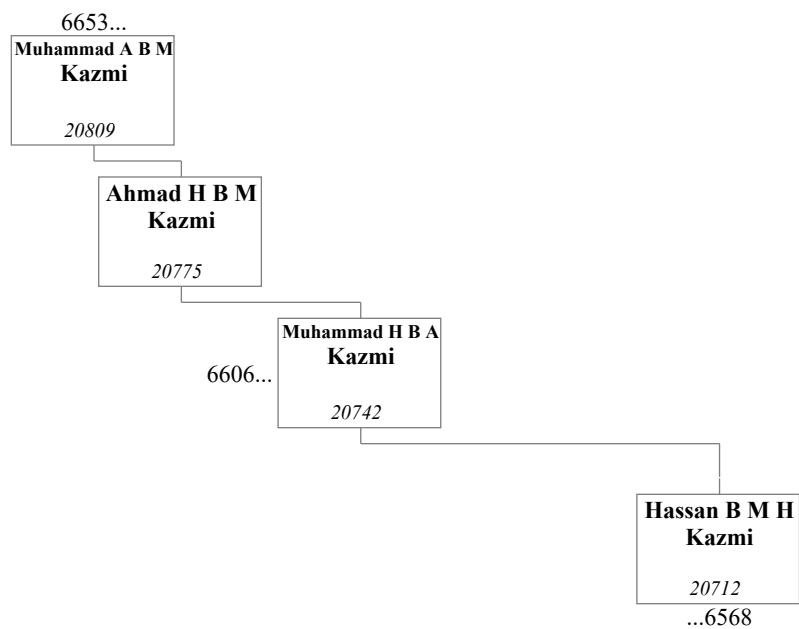 6653...
Muhammad A B M
Kazmi
20809
Ahmad H B M
Kazmi
20775
Muhammad H B A
Kazmi
6606...
20742
Hassan B M H
Kazmi
20712
...6568